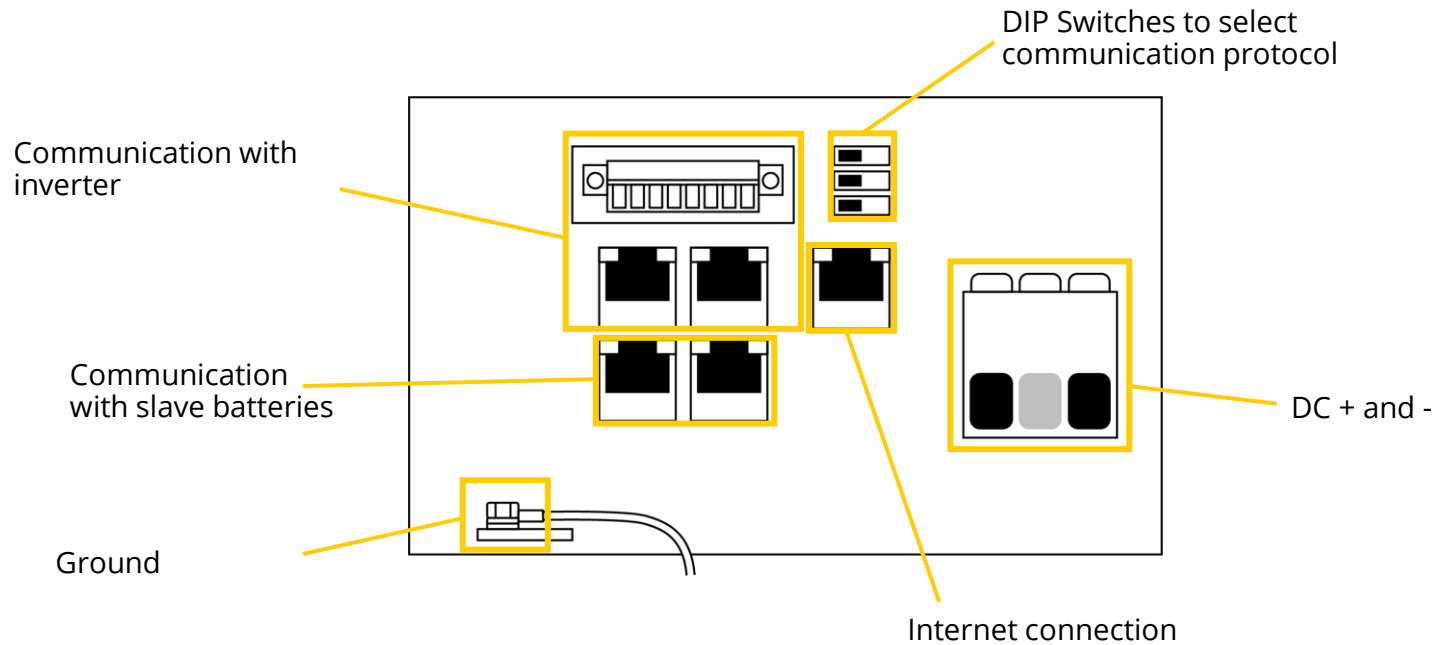 DIP Switches to select
communication protocol
Communication with
inverter
Communication
with slave batteries
DC + and -
Ground
Internet connection